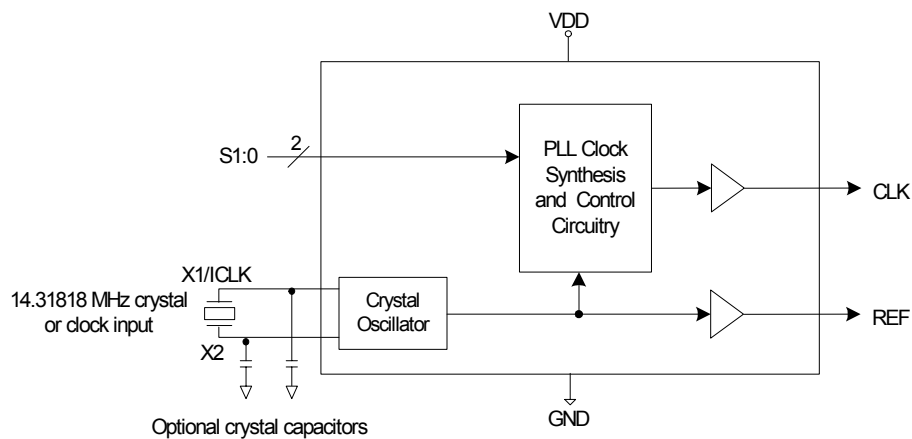 VDD
S1:0
2
PLL Clock
Synthesis
and Control
Circuitry
CLK
X1/ICLK
14.31818 MHz crystal
or clock input
X2
Crystal
Oscillator
REF
GND
Optional crystal capacitors